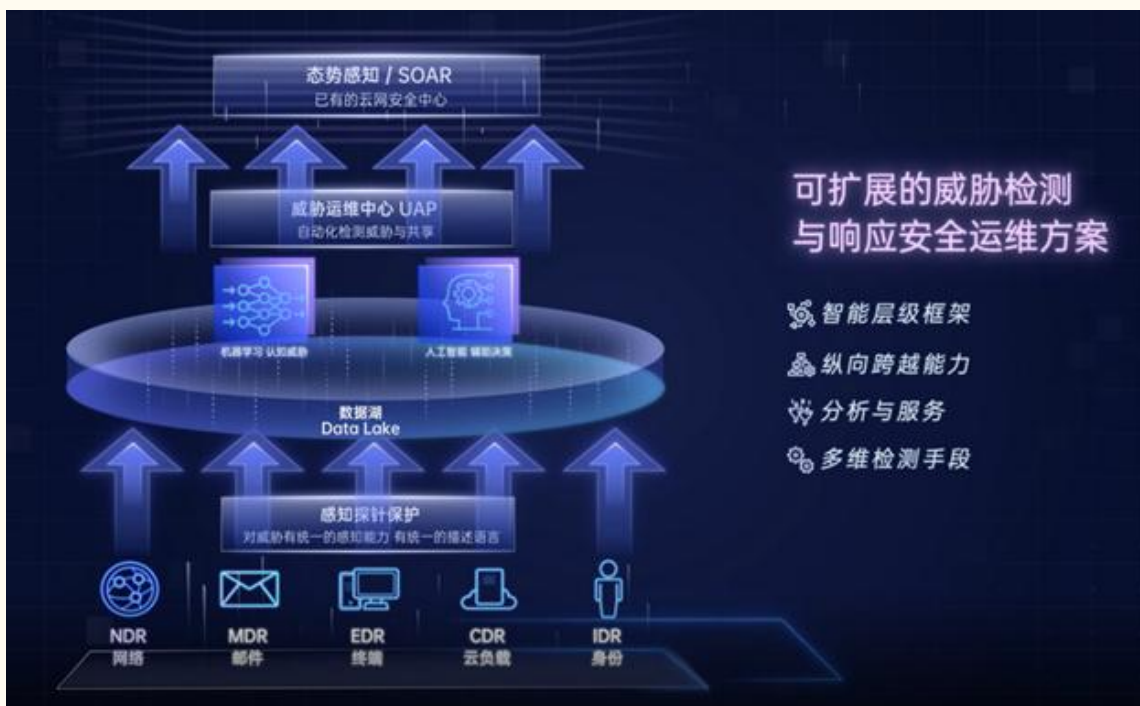 态势感知 / SOAR
已有的云网安全中心
威胁运维中心 UAP
自动化检测威胁与共享
机器学习 认知威胁
人工智能 辅助决策
数据湖
Data Lake
感知探针保护
对威胁有统一的感知能力 有统一的描述语言
NDR
网络
MDR
邮件
EDR
终端
CDR
云负载
IDR
身份
可扩展的威胁检测
与响应安全运维方案
智能层级框架
纵向跨越能力
分析与服务
多维检测手段